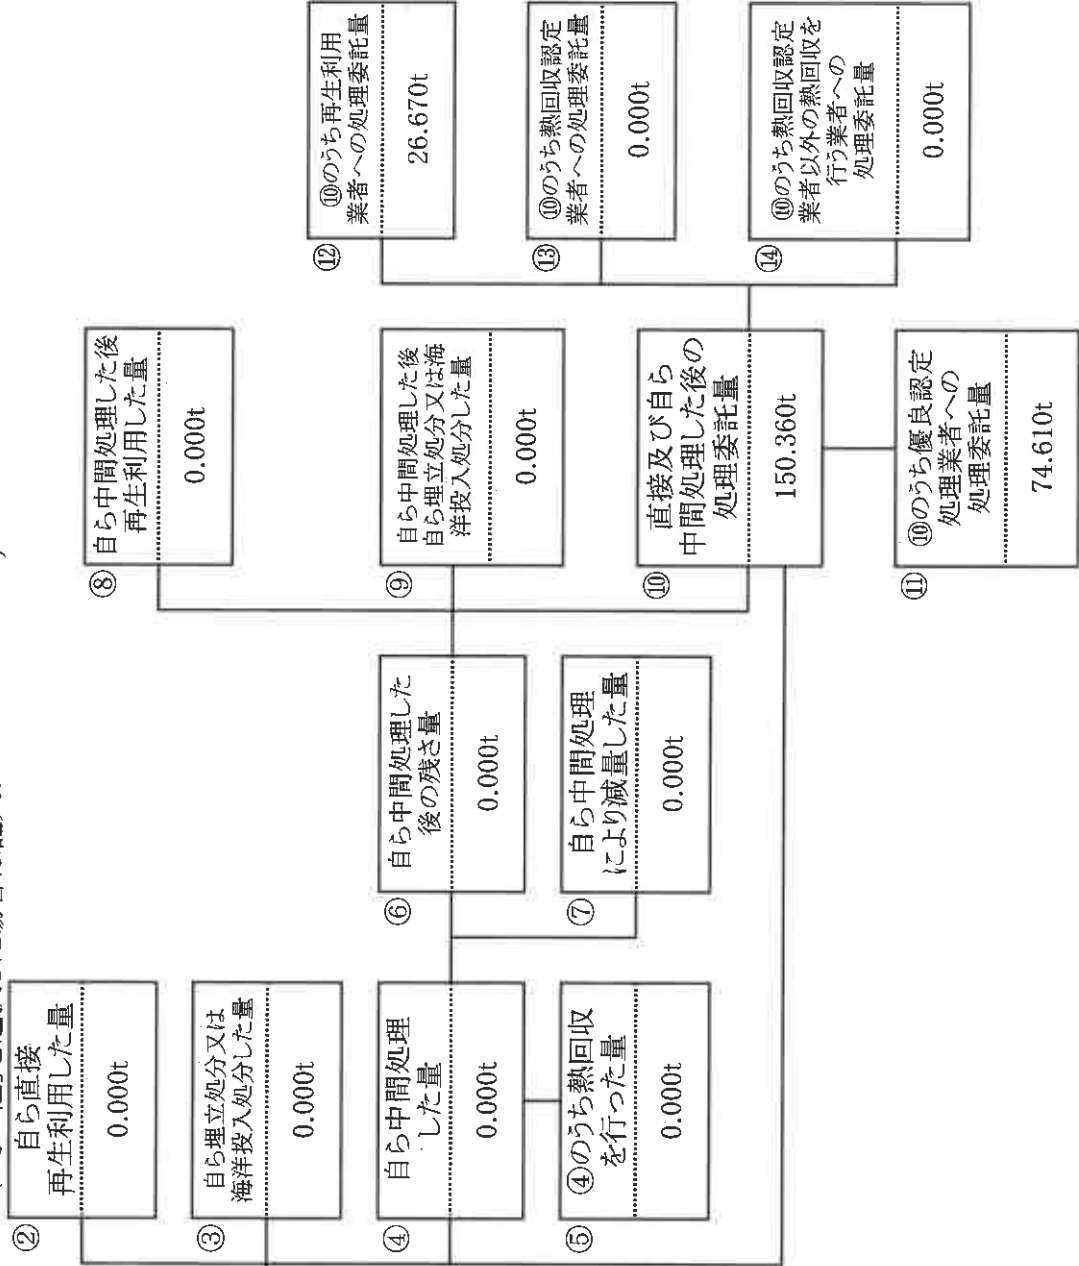 ②
自ら直接
再生利用した量
0.000t
③
自ら埋立処分又は
海洋投入処分した量
0.000t
④
自ら中間処理
した量
0.000t
⑤
④のうち熱回収
を行った量
0.000t
⑥
自ら中間処理した
後の残さ量
0.000t
⑦
自ら中間処理
により減量した量
0.000t
⑧
自ら中間処理した後
再生利用した量
0.000t
⑨
自ら中間処理した後
自ら埋立処分又は海
洋投入処分した量
0.000t
⑩
直接及び自ら
中間処理した後の
処理委託量
150.360t
⑪
⑩のうち優良認定
処理業者への
処理委託量
74.610t
⑫
⑩のうち再生利用
業者への処理委託量
26.670t
⑬
⑩のうち熱回収認定
業者への処理委託量
0.000t
⑭
⑩のうち熱回収認定
業者以外の熱回収を
行う業者への
処理委託量
0.000t